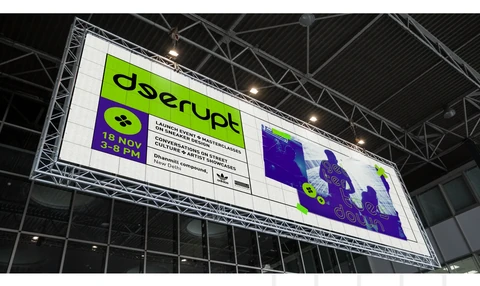 deerupt
LAUNCH EVENT + MASTERCLASSES
ON SNEAKER DESIGN
18 NOV
3-8 PM
CONVERSATIONS ON STREET
CULTURE + ARTIST SHOWCASES
Dhanmill compound,
New Delhi